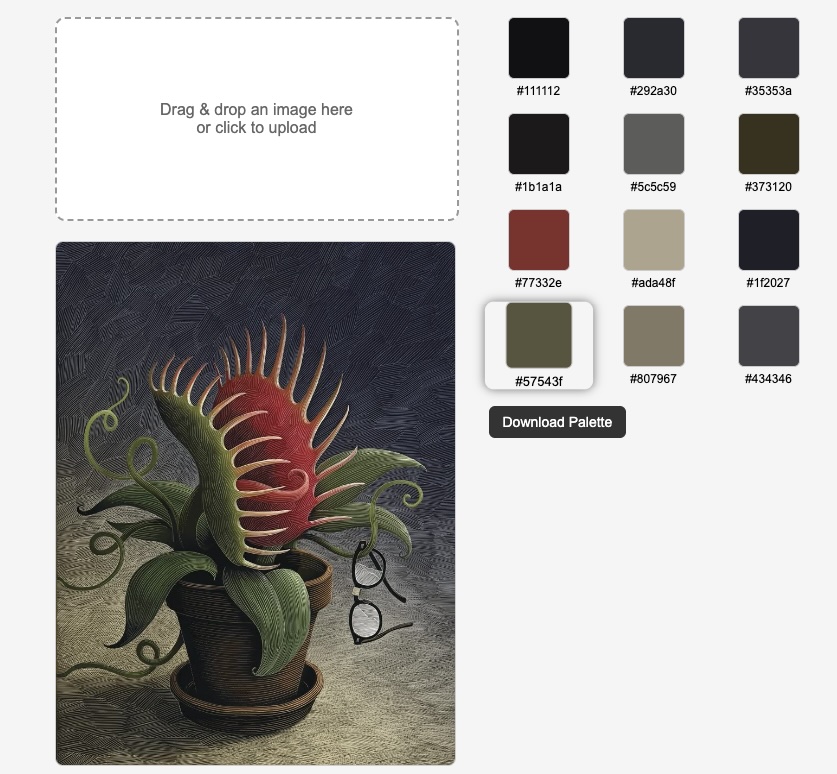 Drag & drop an image here
or click to upload
#111112
#292a30
#35353a
#1b1a1a
#5c5c59
#373120
#77332e
#ada48f
#1f2027
#57543f
#807967
#434346
Download Palette